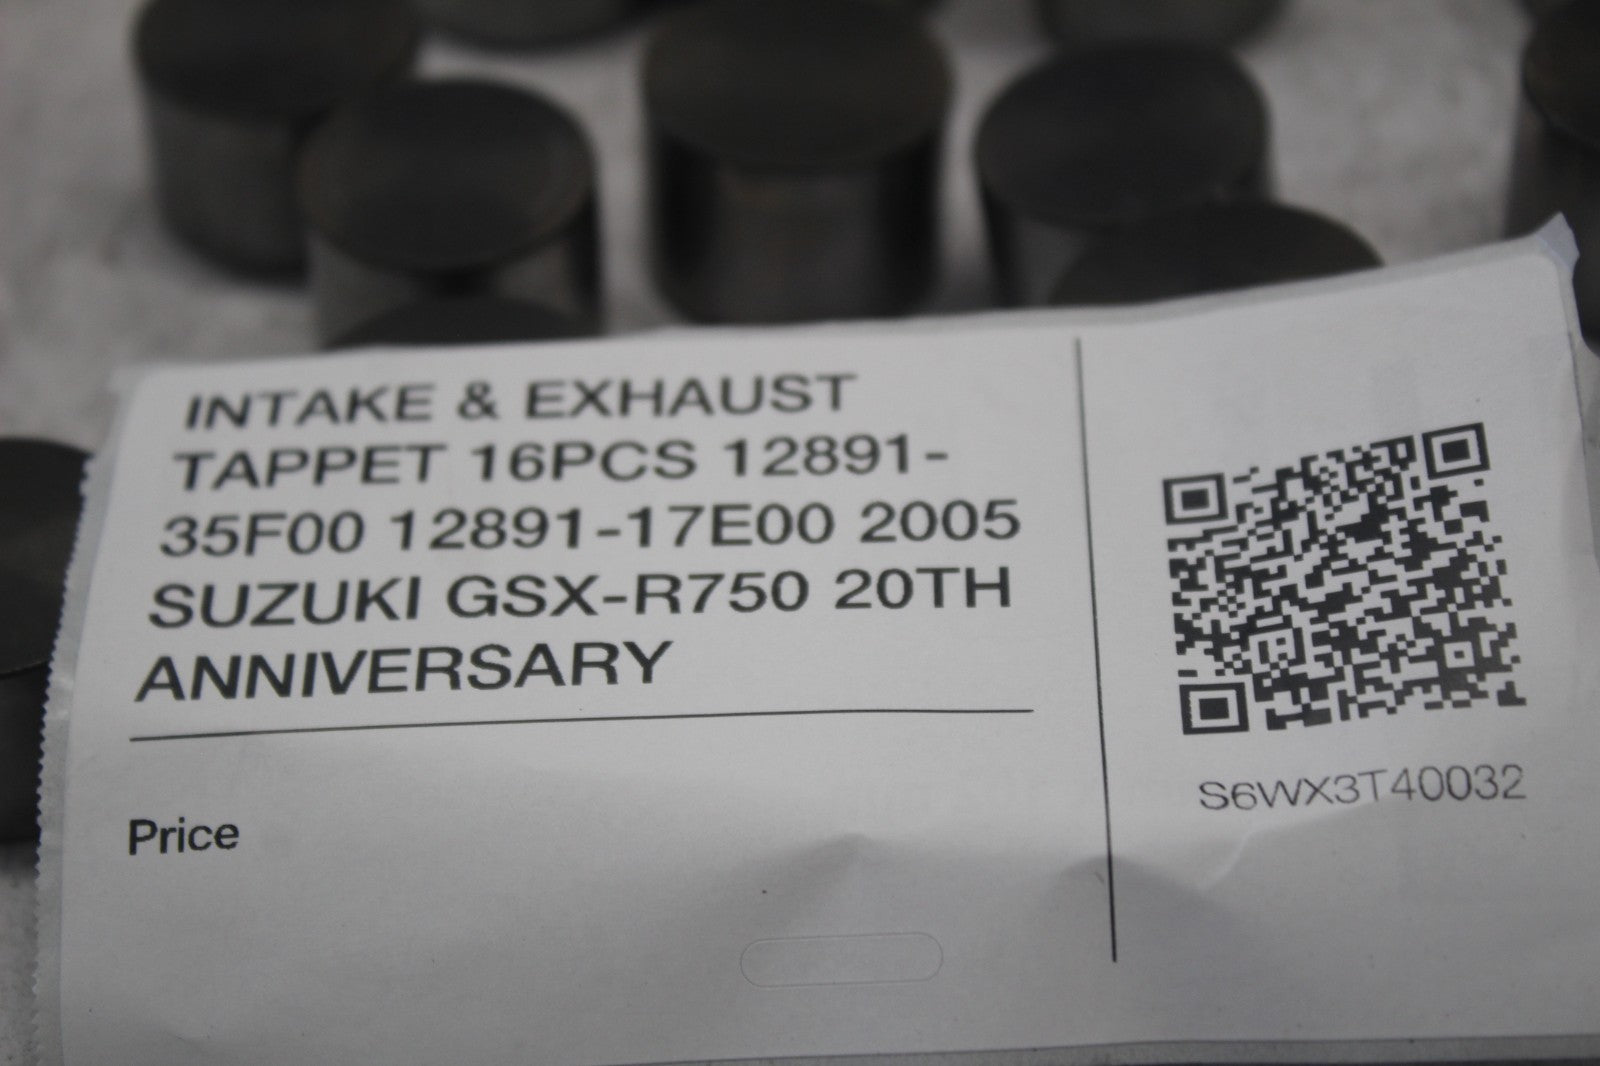 INTAKE & EXHAUST
TAPPET 16PCS 12891-
35F00 12891-17E00 2005
SUZUKI GSX-R750 20TH
ANNIVERSARY
Price
S6WX3T40032